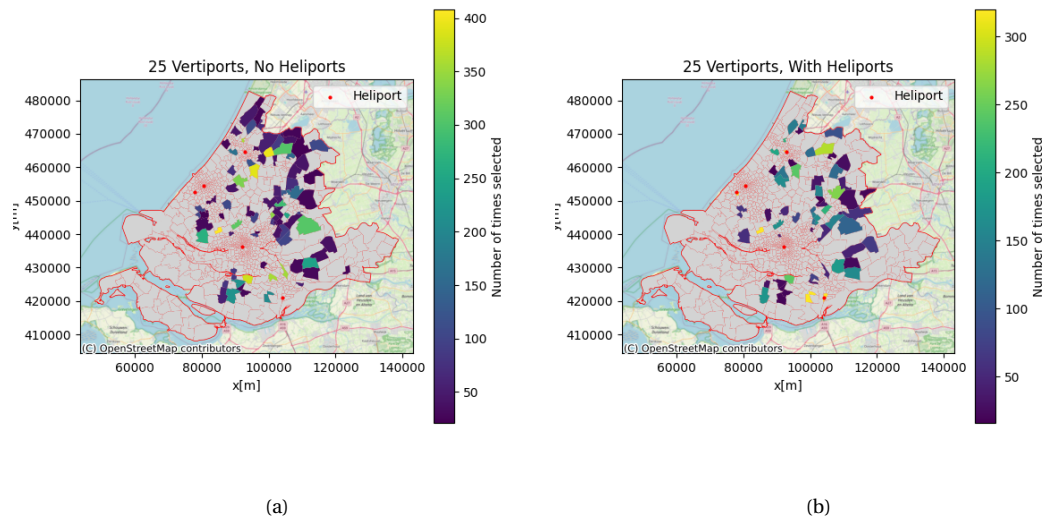 25 Vertiports, No Heliports
Heliport
480000
470000
460000
450000
440000
430000
420000
410000
y[m]
60000
80000
100000
120000
140000
x[m]
(C) OpenStreetMap contributors
400
350
300
250
200
150
100
50
Number of times selected
(a)
25 Vertiports, With Heliports
Heliport
480000
470000
460000
450000
440000
430000
420000
410000
y[m]
60000
80000
100000
120000
140000
x[m]
(C) OpenStreetMap contributors
300
250
200
150
100
50
Number of times selected
(b)